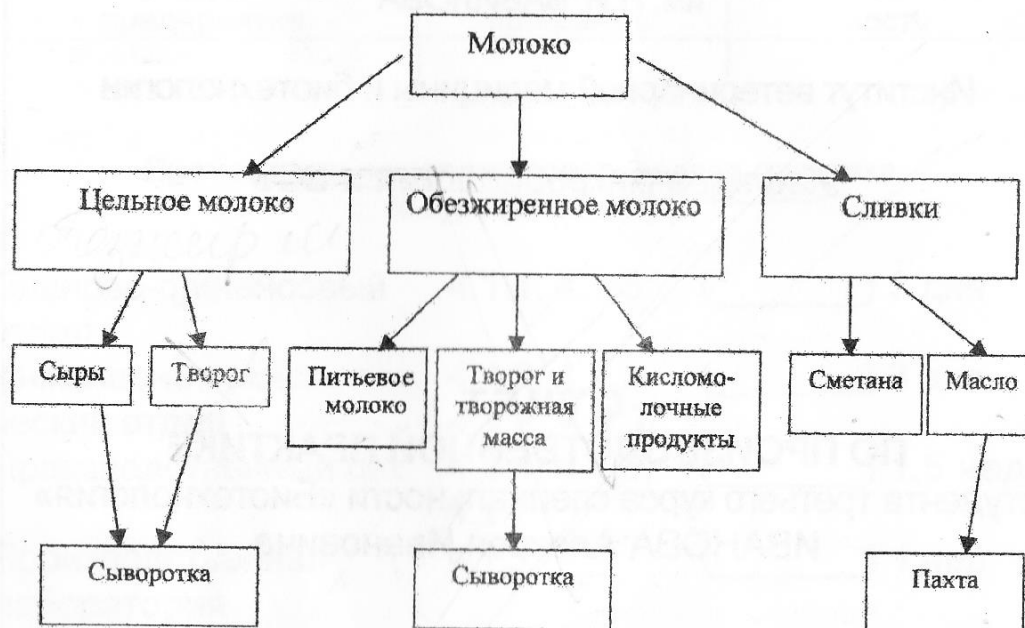 Молоко
Цельное молоко
Обезжиренное молоко
Сливки
Сыры
Творог
Питьевое
молоко
Творог и
творожная
масса
Кисломо-
лочные
продукты
Сметана
Масло
Сыворотка
Сыворотка
Пахта